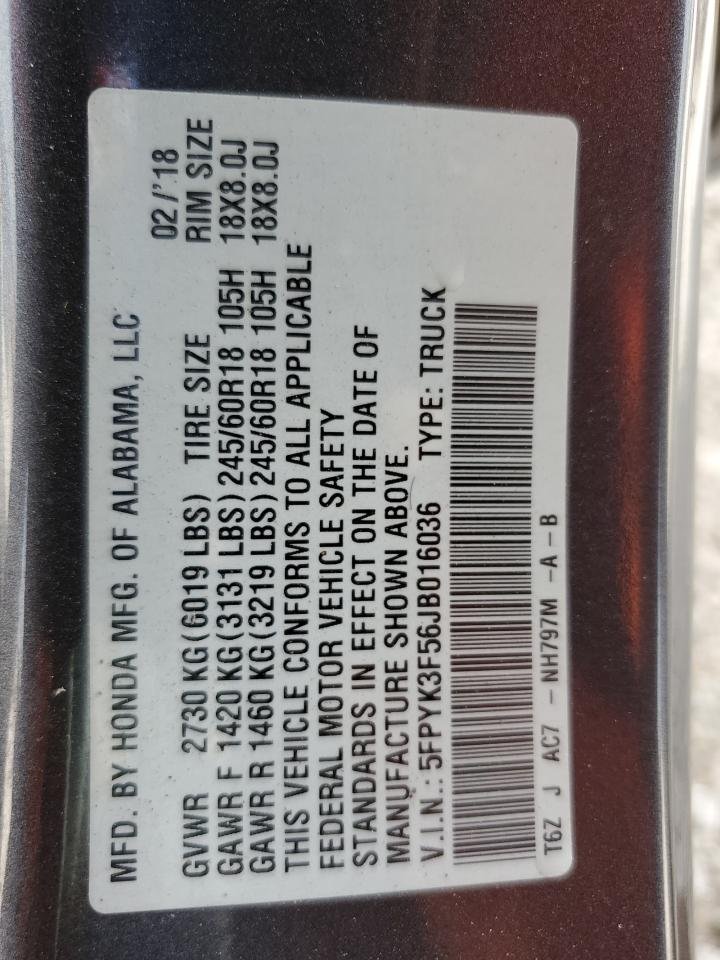 MFD. BY HONDA MFG. OF ALABAMA, LLC
02/'18
GVWR 2730 KG(6019 LBS) TIRE SIZE RIM SIZE
GAWR F 1420 KG(3131 LBS) 245/60R18 105H 18X8.0J
GAWR R 1460 KG(3219 LBS) 245/60R18 105H 18X8.0J
THIS VEHICLE CONFORMS TO ALL APPLICABLE
FEDERAL MOTOR VEHICLE SAFETY
STANDARDS IN EFFECT ON THE DATE OF
MANUFACTURE SHOWN ABOVE.
V.I.N.: 5FPYK3F56JB016036 TYPE: TRUCK
T6Z J AC7 - NH797M -A -B